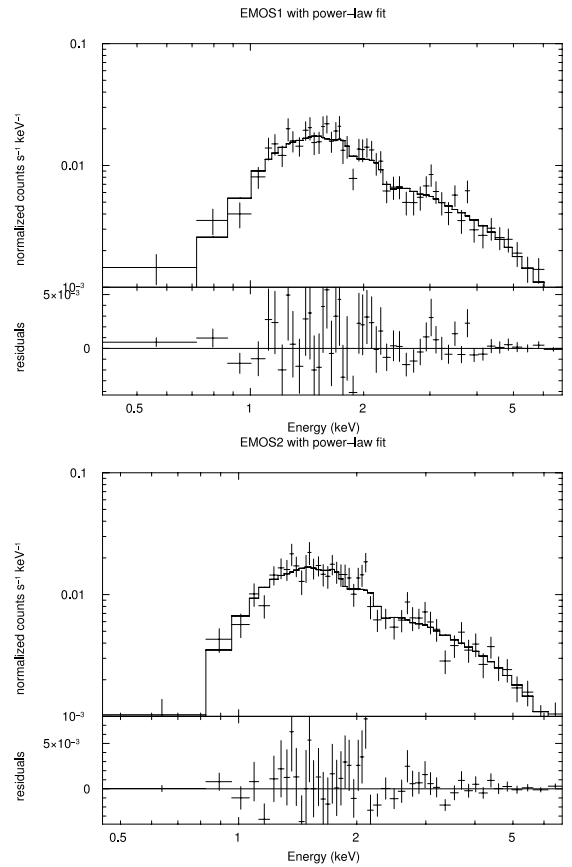 EMOS1 with power−law fit
0.1
0.01
10−3
normalized counts s−1 keV−1
5×10−3
0
residuals
0.5 1 2 5
Energy (keV)
EMOS2 with power−law fit
0.1
0.01
10−3
normalized counts s−1 keV−1
5×10−3
0
residuals
0.5 1 2 5
Energy (keV)